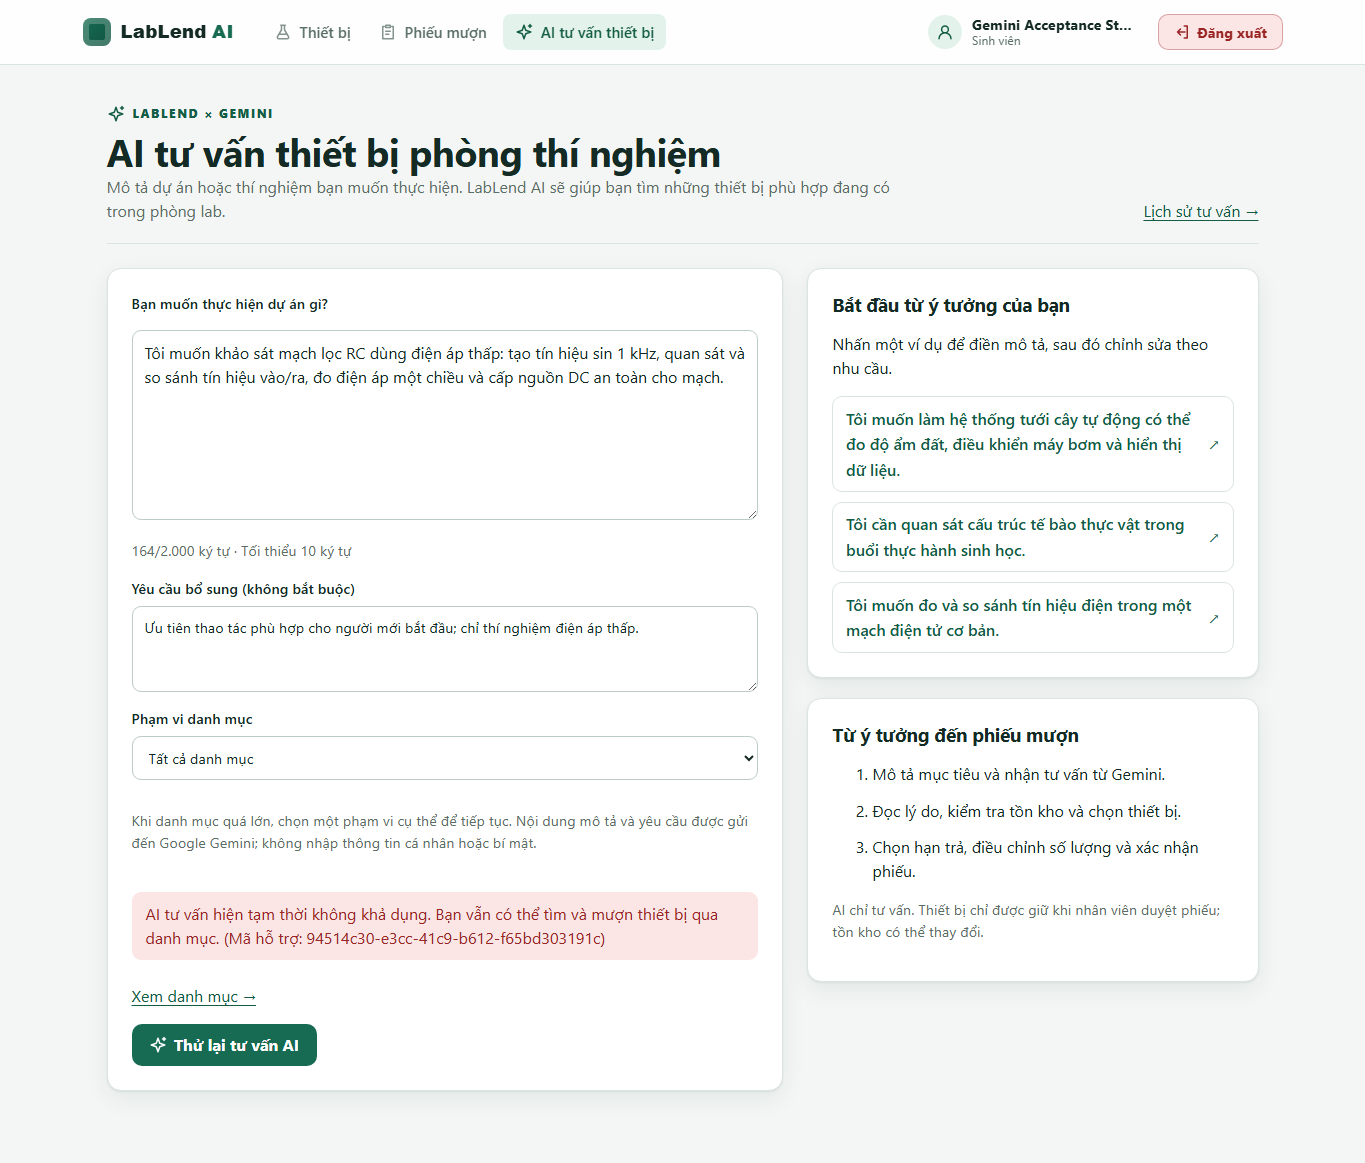 LabLend AI
Thiết bị
Phiếu mượn
AI tư vấn thiết bị
Gemini Acceptance St...
Sinh viên
Đăng xuất
LABLEND × GEMINI
AI tư vấn thiết bị phòng thí nghiệm
Mô tả dự án hoặc thí nghiệm bạn muốn thực hiện. LabLend AI sẽ giúp bạn tìm những thiết bị phù hợp đang có
trong phòng lab.
Lịch sử tư vấn →
Bạn muốn thực hiện dự án gì?
Tôi muốn khảo sát mạch lọc RC dùng điện áp thấp: tạo tín hiệu sin 1 kHz, quan sát và
so sánh tín hiệu vào/ra, đo điện áp một chiều và cấp nguồn DC an toàn cho mạch.
164/2.000 ký tự · Tối thiểu 10 ký tự
Yêu cầu bổ sung (không bắt buộc)
Ưu tiên thao tác phù hợp cho người mới bắt đầu; chỉ thí nghiệm điện áp thấp.
Phạm vi danh mục
Tất cả danh mục
Khi danh mục quá lớn, chọn một phạm vi cụ thể để tiếp tục. Nội dung mô tả và yêu cầu được gửi
đến Google Gemini; không nhập thông tin cá nhân hoặc bí mật.
AI tư vấn hiện tạm thời không khả dụng. Bạn vẫn có thể tìm và mượn thiết bị qua
danh mục. (Mã hỗ trợ: 94514c30-e3cc-41c9-b612-f65bd303191c)
Xem danh mục →
Thử lại tư vấn AI
Bắt đầu từ ý tưởng của bạn
Nhấn một ví dụ để điền mô tả, sau đó chỉnh sửa theo
nhu cầu.
Tôi muốn làm hệ thống tưới cây tự động có thể
đo độ ẩm đất, điều khiển máy bơm và hiển thị
dữ liệu.
↗
Tôi cần quan sát cấu trúc tế bào thực vật trong
buổi thực hành sinh học.
↗
Tôi muốn đo và so sánh tín hiệu điện trong một
mạch điện tử cơ bản.
↗
Từ ý tưởng đến phiếu mượn
1. Mô tả mục tiêu và nhận tư vấn từ Gemini.
2. Đọc lý do, kiểm tra tồn kho và chọn thiết bị.
3. Chọn hạn trả, điều chỉnh số lượng và xác nhận
phiếu.
AI chỉ tư vấn. Thiết bị chỉ được giữ khi nhân viên duyệt phiếu;
tồn kho có thể thay đổi.